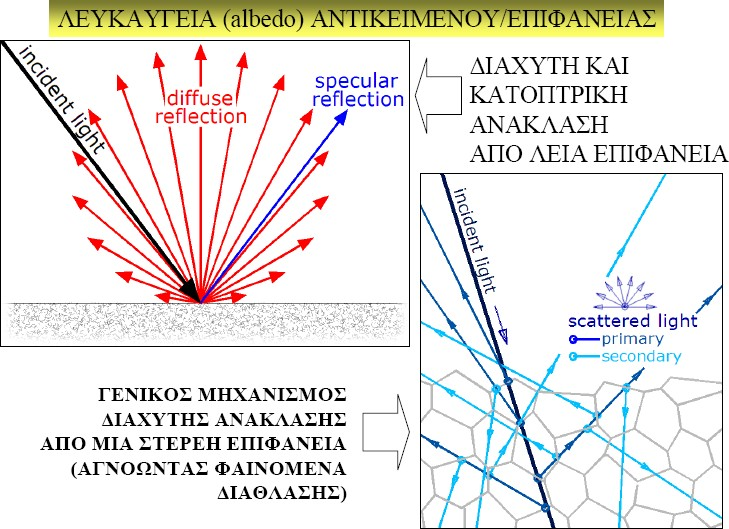 ΛΕΥΚΑΥΓΕΙΑ (albedo) ΑΝΤΙΚΕΙΜΕΝΟΥ/ΕΠΙΦΑΝΕΙΑΣ
incident light
diffuse
reflection
specular
reflection
ΔΙΑΧΥΤΗ ΚΑΙ
ΚΑΤΟΠΤΡΙΚΗ
ΑΝΑΚΛΑΣΗ
ΑΠΟ ΛΕΙΑ ΕΠΙΦΑΝΕΙΑ
incident light
scattered light
primary
secondary
ΓΕΝΙΚΟΣ ΜΗΧΑΝΙΣΜΟΣ
ΔΙΑΧΥΤΗΣ ΑΝΑΚΛΑΣΗΣ
ΑΠΟ ΜΙΑ ΣΤΕΡΕΗ ΕΠΙΦΑΝΕΙΑ
(ΑΓΝΟΩΝΤΑΣ ΦΑΙΝΟΜΕΝΑ
ΔΙΑΘΛΑΣΗΣ)